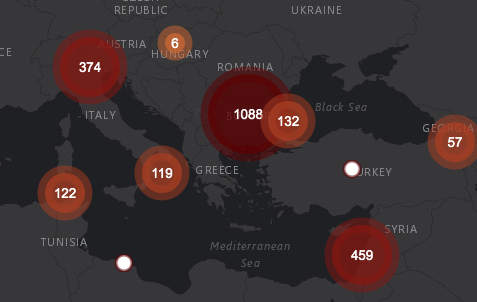 REPUBLIC
UKRAINE
6
AUSTRIA
HUNGARY
CE
374
ROMANIA
Black Sea
1088
132
ITALY
GEORGIA
57
119
GREECE
TURKEY
122
SYRIA
TUNISIA
Mediterranean
Sea
459